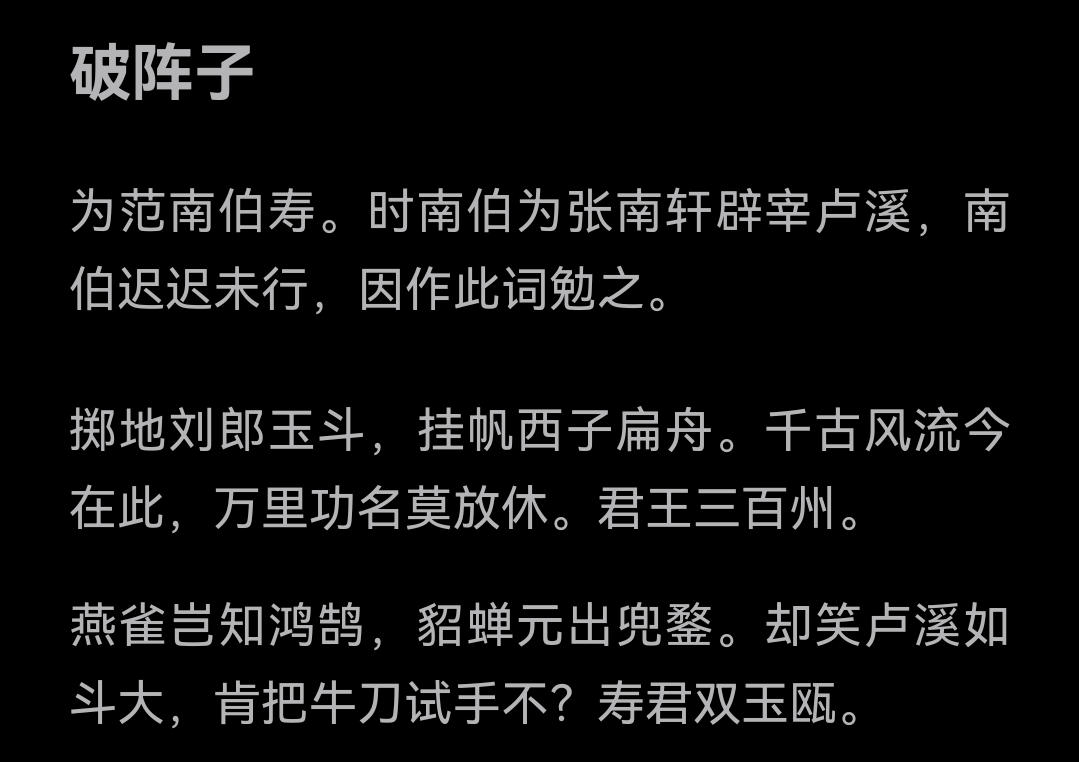 破阵子
为范南伯寿。时南伯为张南轩辟宰卢溪，南
伯迟迟未行，因作此词勉之。
掷地刘郎玉斗，挂帆西子扁舟。千古风流今
在此，万里功名莫放休。君王三百州。
燕雀岂知鸿鹄，貂蝉元出兜鍪。却笑卢溪如
斗大，肯把牛刀试手不？寿君双玉瓯。